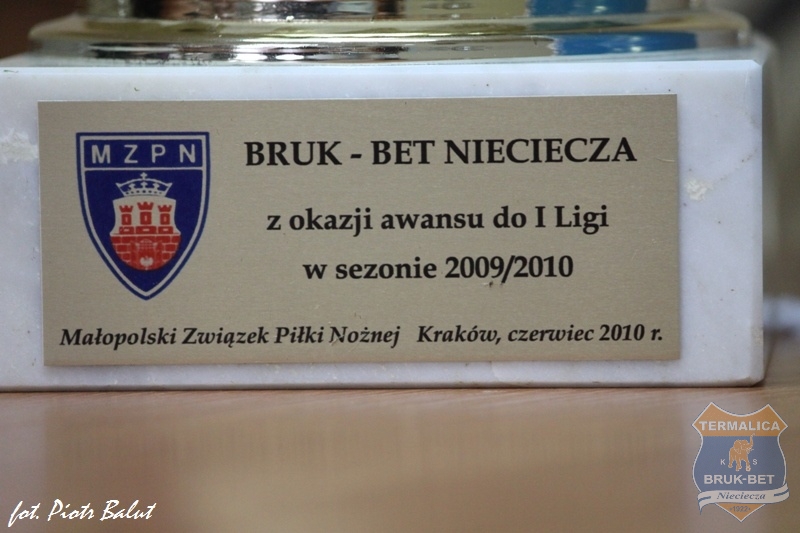 MZPN
BRUK - BET NIECIECZA
z okazji awansu do I Ligi
w sezonie 2009/2010
Małopolski Związek Piłki Nożnej Kraków, czerwiec 2010 r.
TERMALICA
K S
BRUK-BET
Nieciecza
1922
fot. Piotr Balut